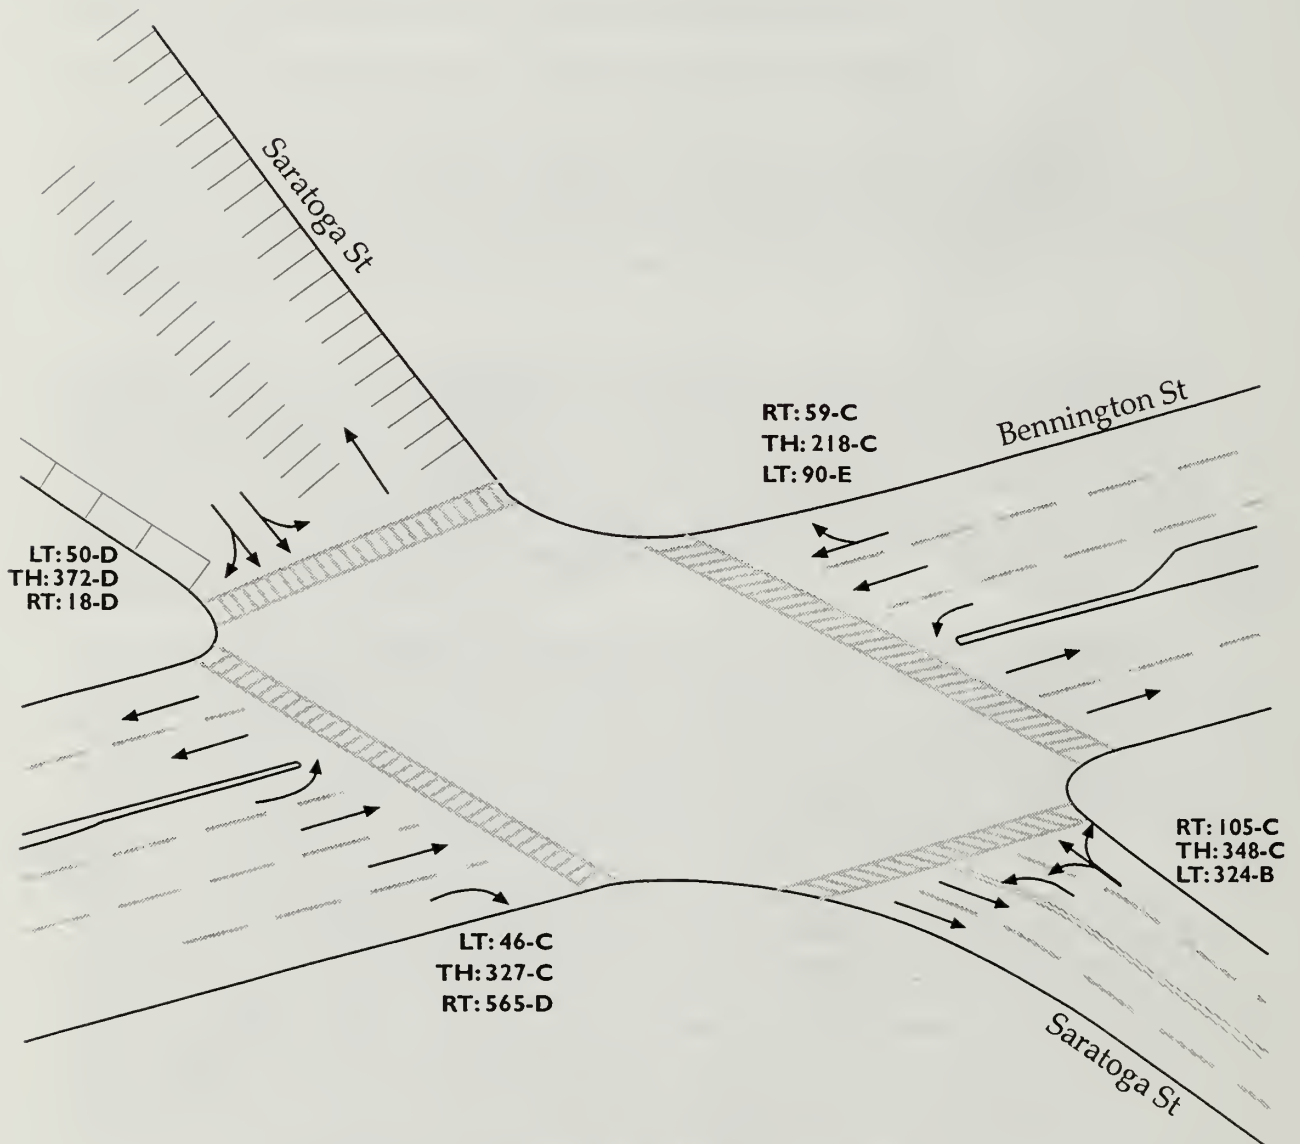 Saratoga St
Bennington St
RT: 59-C
TH: 218-C
LT: 90-E
LT: 50-D
TH: 372-D
RT: 18-D
RT: 105-C
TH: 348-C
LT: 324-B
LT: 46-C
TH: 327-C
RT: 565-D
Saratoga St